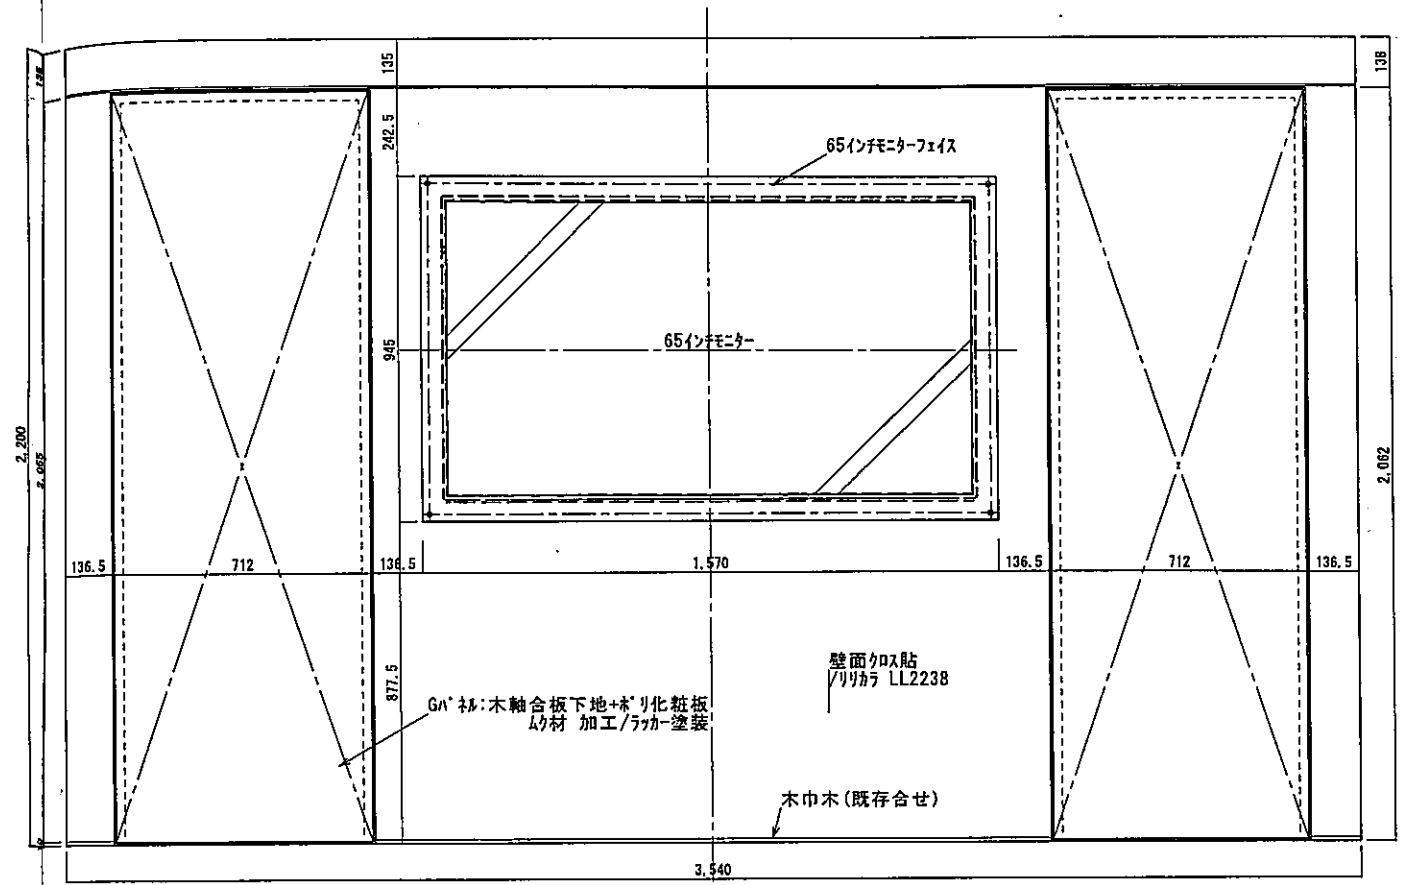 135
138
135
242.5
65インチモニターフェイス
65インチモニター
945
2,200
2,065
2,062
136.5
712
136.5
1,570
136.5
712
136.5
877.5
壁面クロス貼
/リリカラ LL2238
Gパネル:木軸合板下地+ポリ化粧板
ムク材 加工/ラッカー塗装
木巾木(既存合せ)
3,540